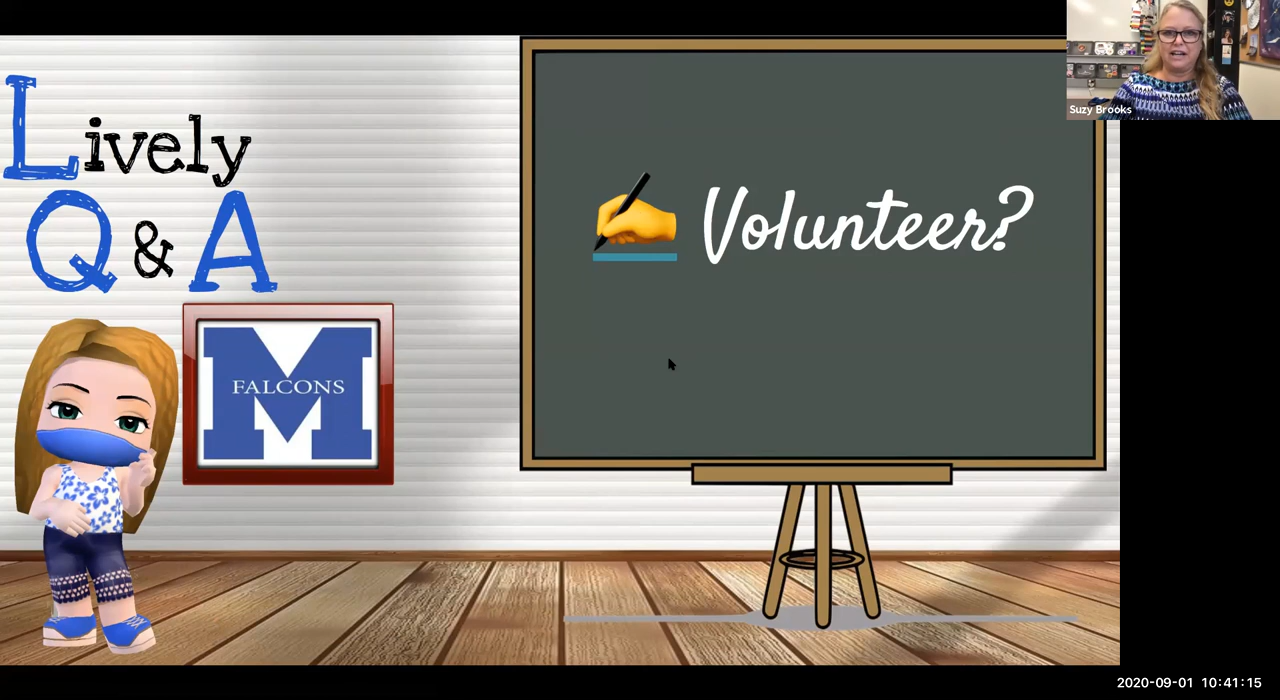 Lively
Q & A
FALCONS
M
Volunteer?
Suzy Brooks
2020-09-01 10:41:15